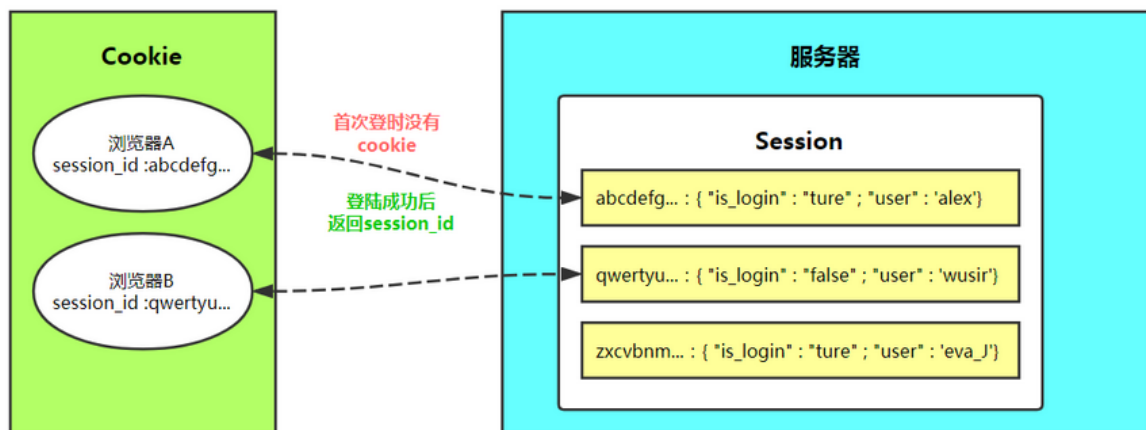 Cookie
浏览器A
session_id :abcdefg...
浏览器B
session_id :qwertyu...
首次登时没有
cookie
登陆成功后
返回session_id
服务器
Session
abcdefg... : { "is_login" : "ture" ; "user" : 'alex'}
qwertyu... : { "is_login" : "false" ; "user" : 'wusir'}
zxcvbnm... : { "is_login" : "ture" ; "user" : 'eva_J'}